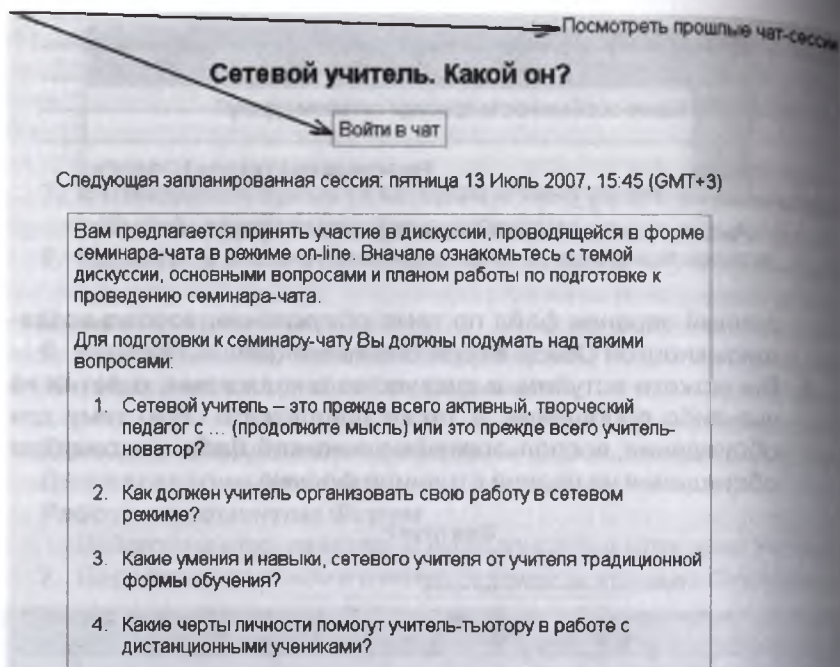 Посмотреть прошлые чат-сессии
Сетевой учитель. Какой он?
Войти в чат
Следующая запланированная сессия: пятница 13 Июль 2007, 15:45 (GMT+3)
Вам предлагается принять участие в дискуссии, проводящейся в форме
семинара-чата в режиме on-line. Вначале ознакомьтесь с темой
дискуссии, основными вопросами и планом работы по подготовке к
проведению семинара-чата.
Для подготовки к семинару-чату Вы должны подумать над такими
вопросами:
1. Сетевой учитель – это прежде всего активный, творческий
педагог с ... (продолжите мысль) или это прежде всего учитель-
новатор?
2. Как должен учитель организовать свою работу в сетевом
режиме?
3. Какие умения и навыки, сетевого учителя от учителя традиционной
формы обучения?
4. Какие черты личности помогут учитель-тьютору в работе с
дистанционными учениками?